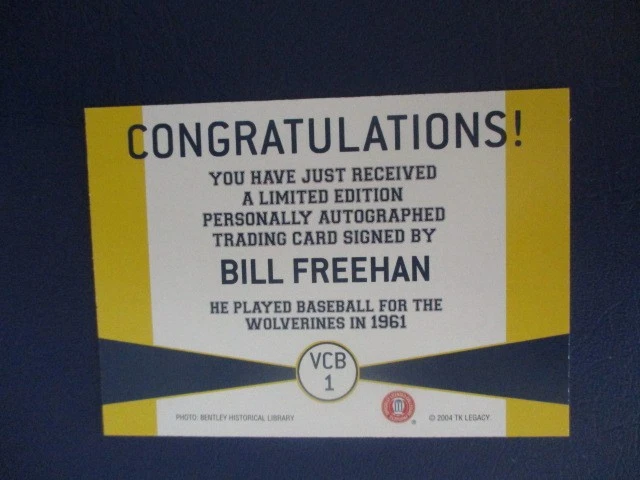 CONGRATULATIONS!
YOU HAVE JUST RECEIVED
A LIMITED EDITION
PERSONALLY AUTOGRAPHED
TRADING CARD SIGNED BY
BILL FREEHAN
HE PLAYED BASEBALL FOR THE
WOLVERINES IN 1961
VCB
1
PHOTO: BENTLEY HISTORICAL LIBRARY
®
© 2004 TK LEGACY.